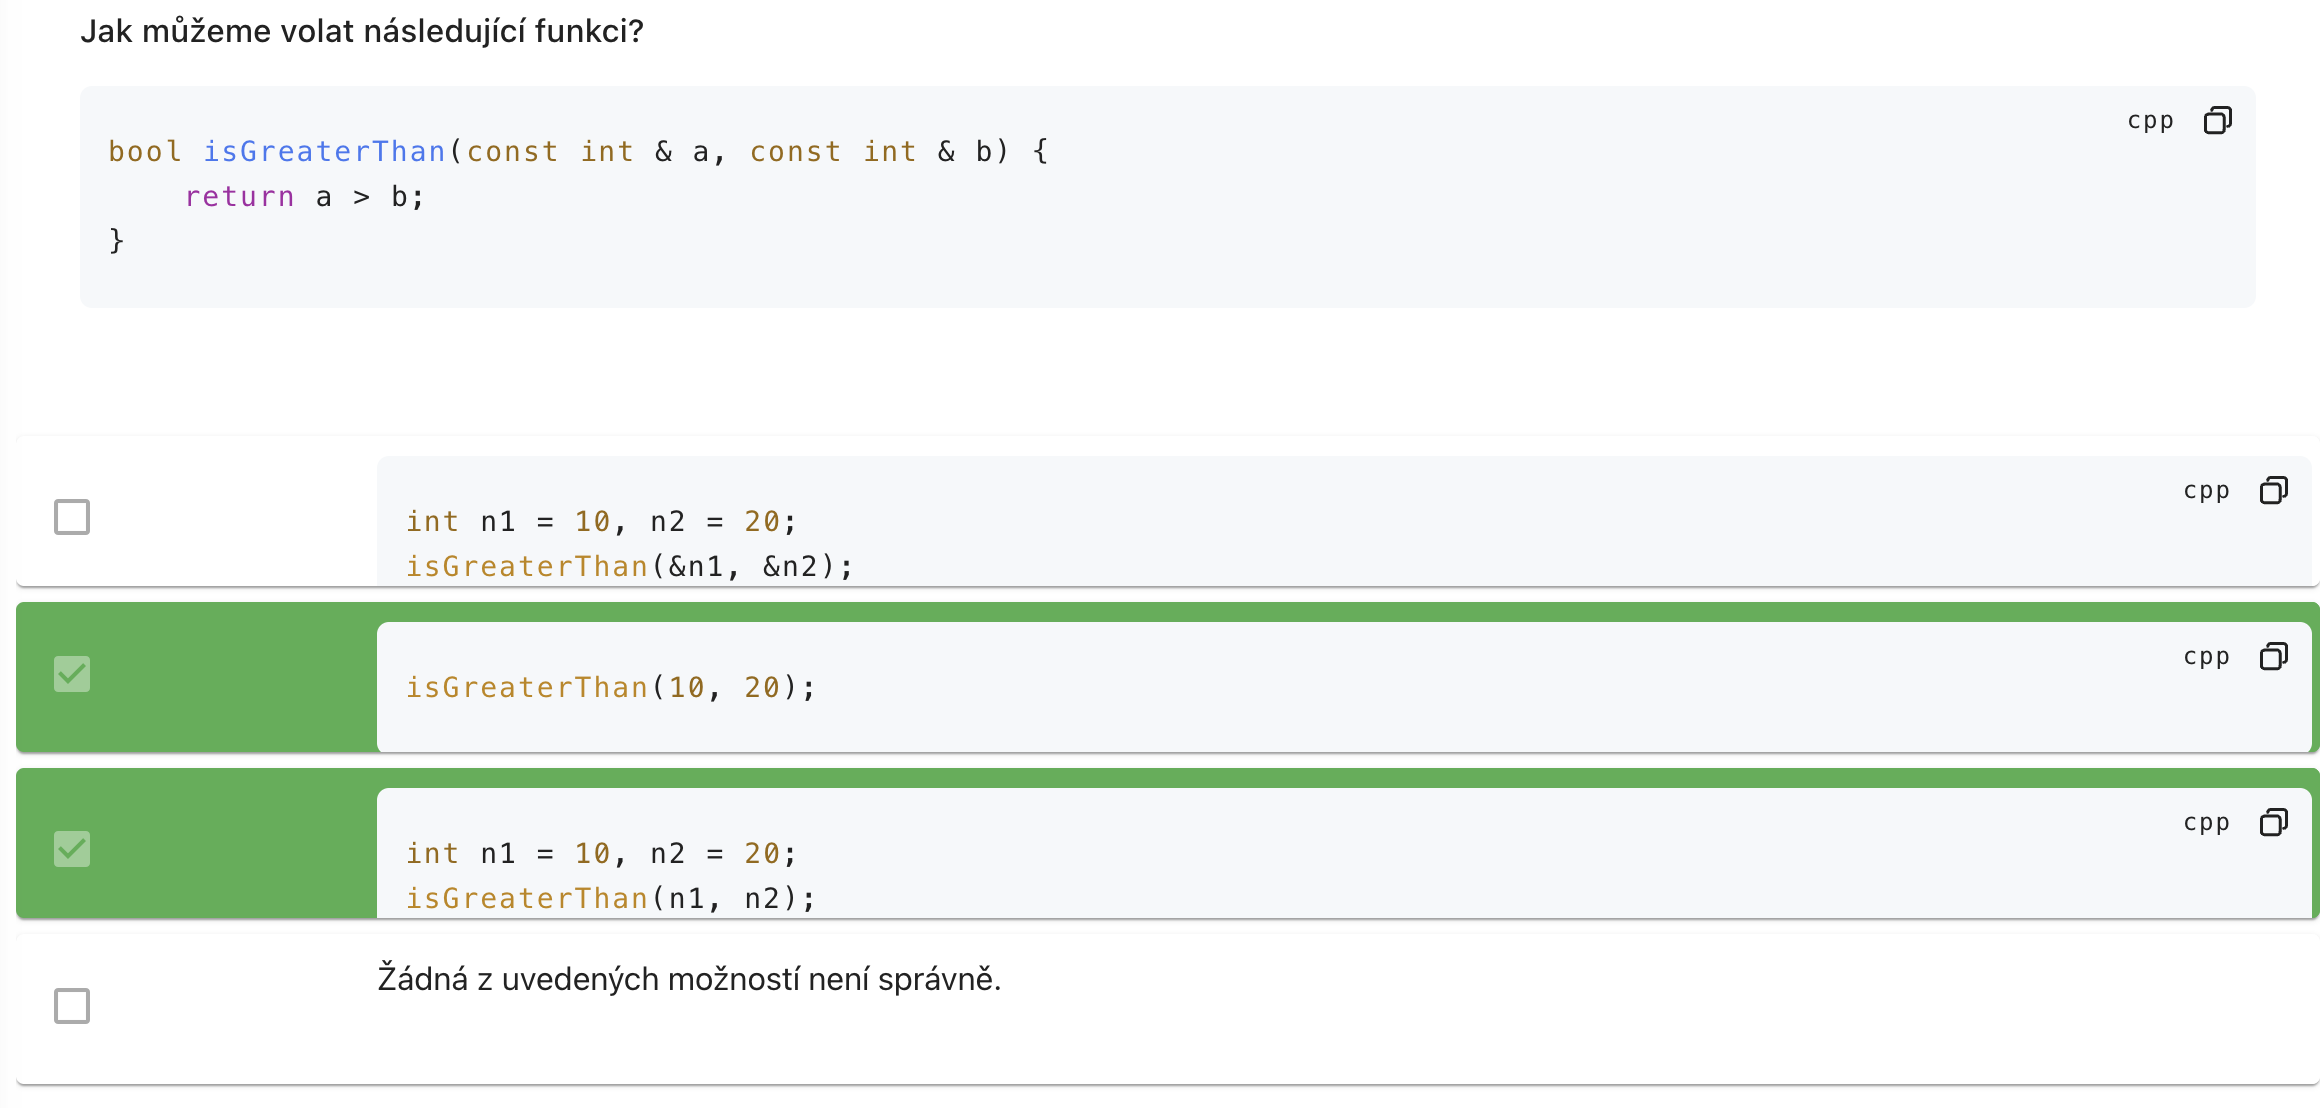 Jak můžeme volat následující funkci?
cpp
bool isGreaterThan(const int & a, const int & b) {
    return a > b;
}
cpp
int n1 = 10, n2 = 20;
isGreaterThan(&n1, &n2);
cpp
isGreaterThan(10, 20);
cpp
int n1 = 10, n2 = 20;
isGreaterThan(n1, n2);
Žádná z uvedených možností není správně.